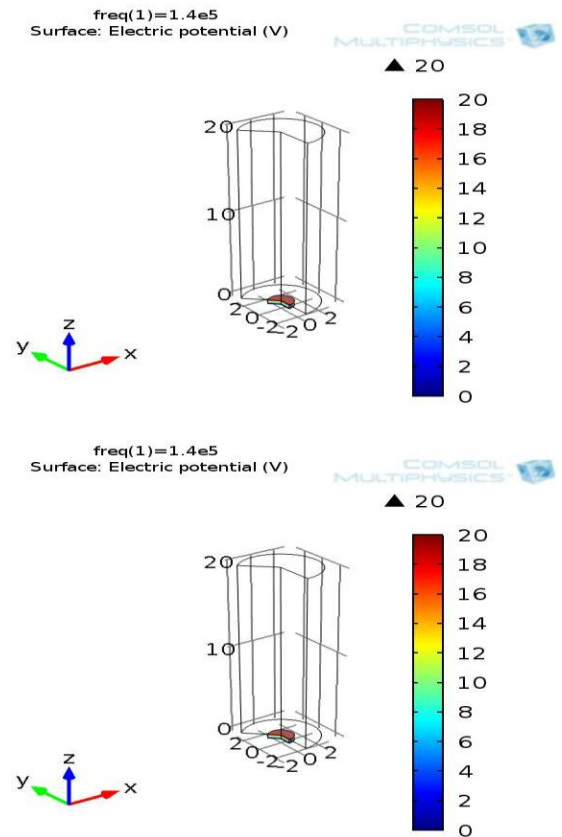 freq(1)=1.4e5
Surface: Electric potential (V)
COMSOL
MULTIPHYSICS
▲ 20
20
18
16
14
12
10
8
6
4
2
0
20
10
0
2 0 -2 -2 0 2
z
y
x
freq(1)=1.4e5
Surface: Electric potential (V)
COMSOL
MULTIPHYSICS
▲ 20
20
18
16
14
12
10
8
6
4
2
0
20
10
0
2 0 -2 -2 0 2
z
y
x